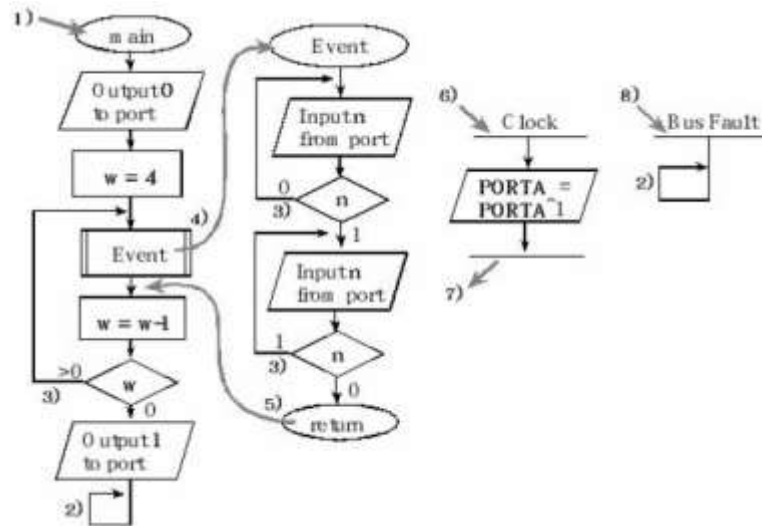 1)
main
Output 0
to port
w = 4
4)
Event
w = w-1
>0
3)
w
0
Output 1
to port
2)
Event
Input n
from port
0
3)
n
1
Input n
from port
1
3)
n
0
5)
return
6)
Clock
PORTA =
PORTA^1
7)
8)
Bus Fault
2)